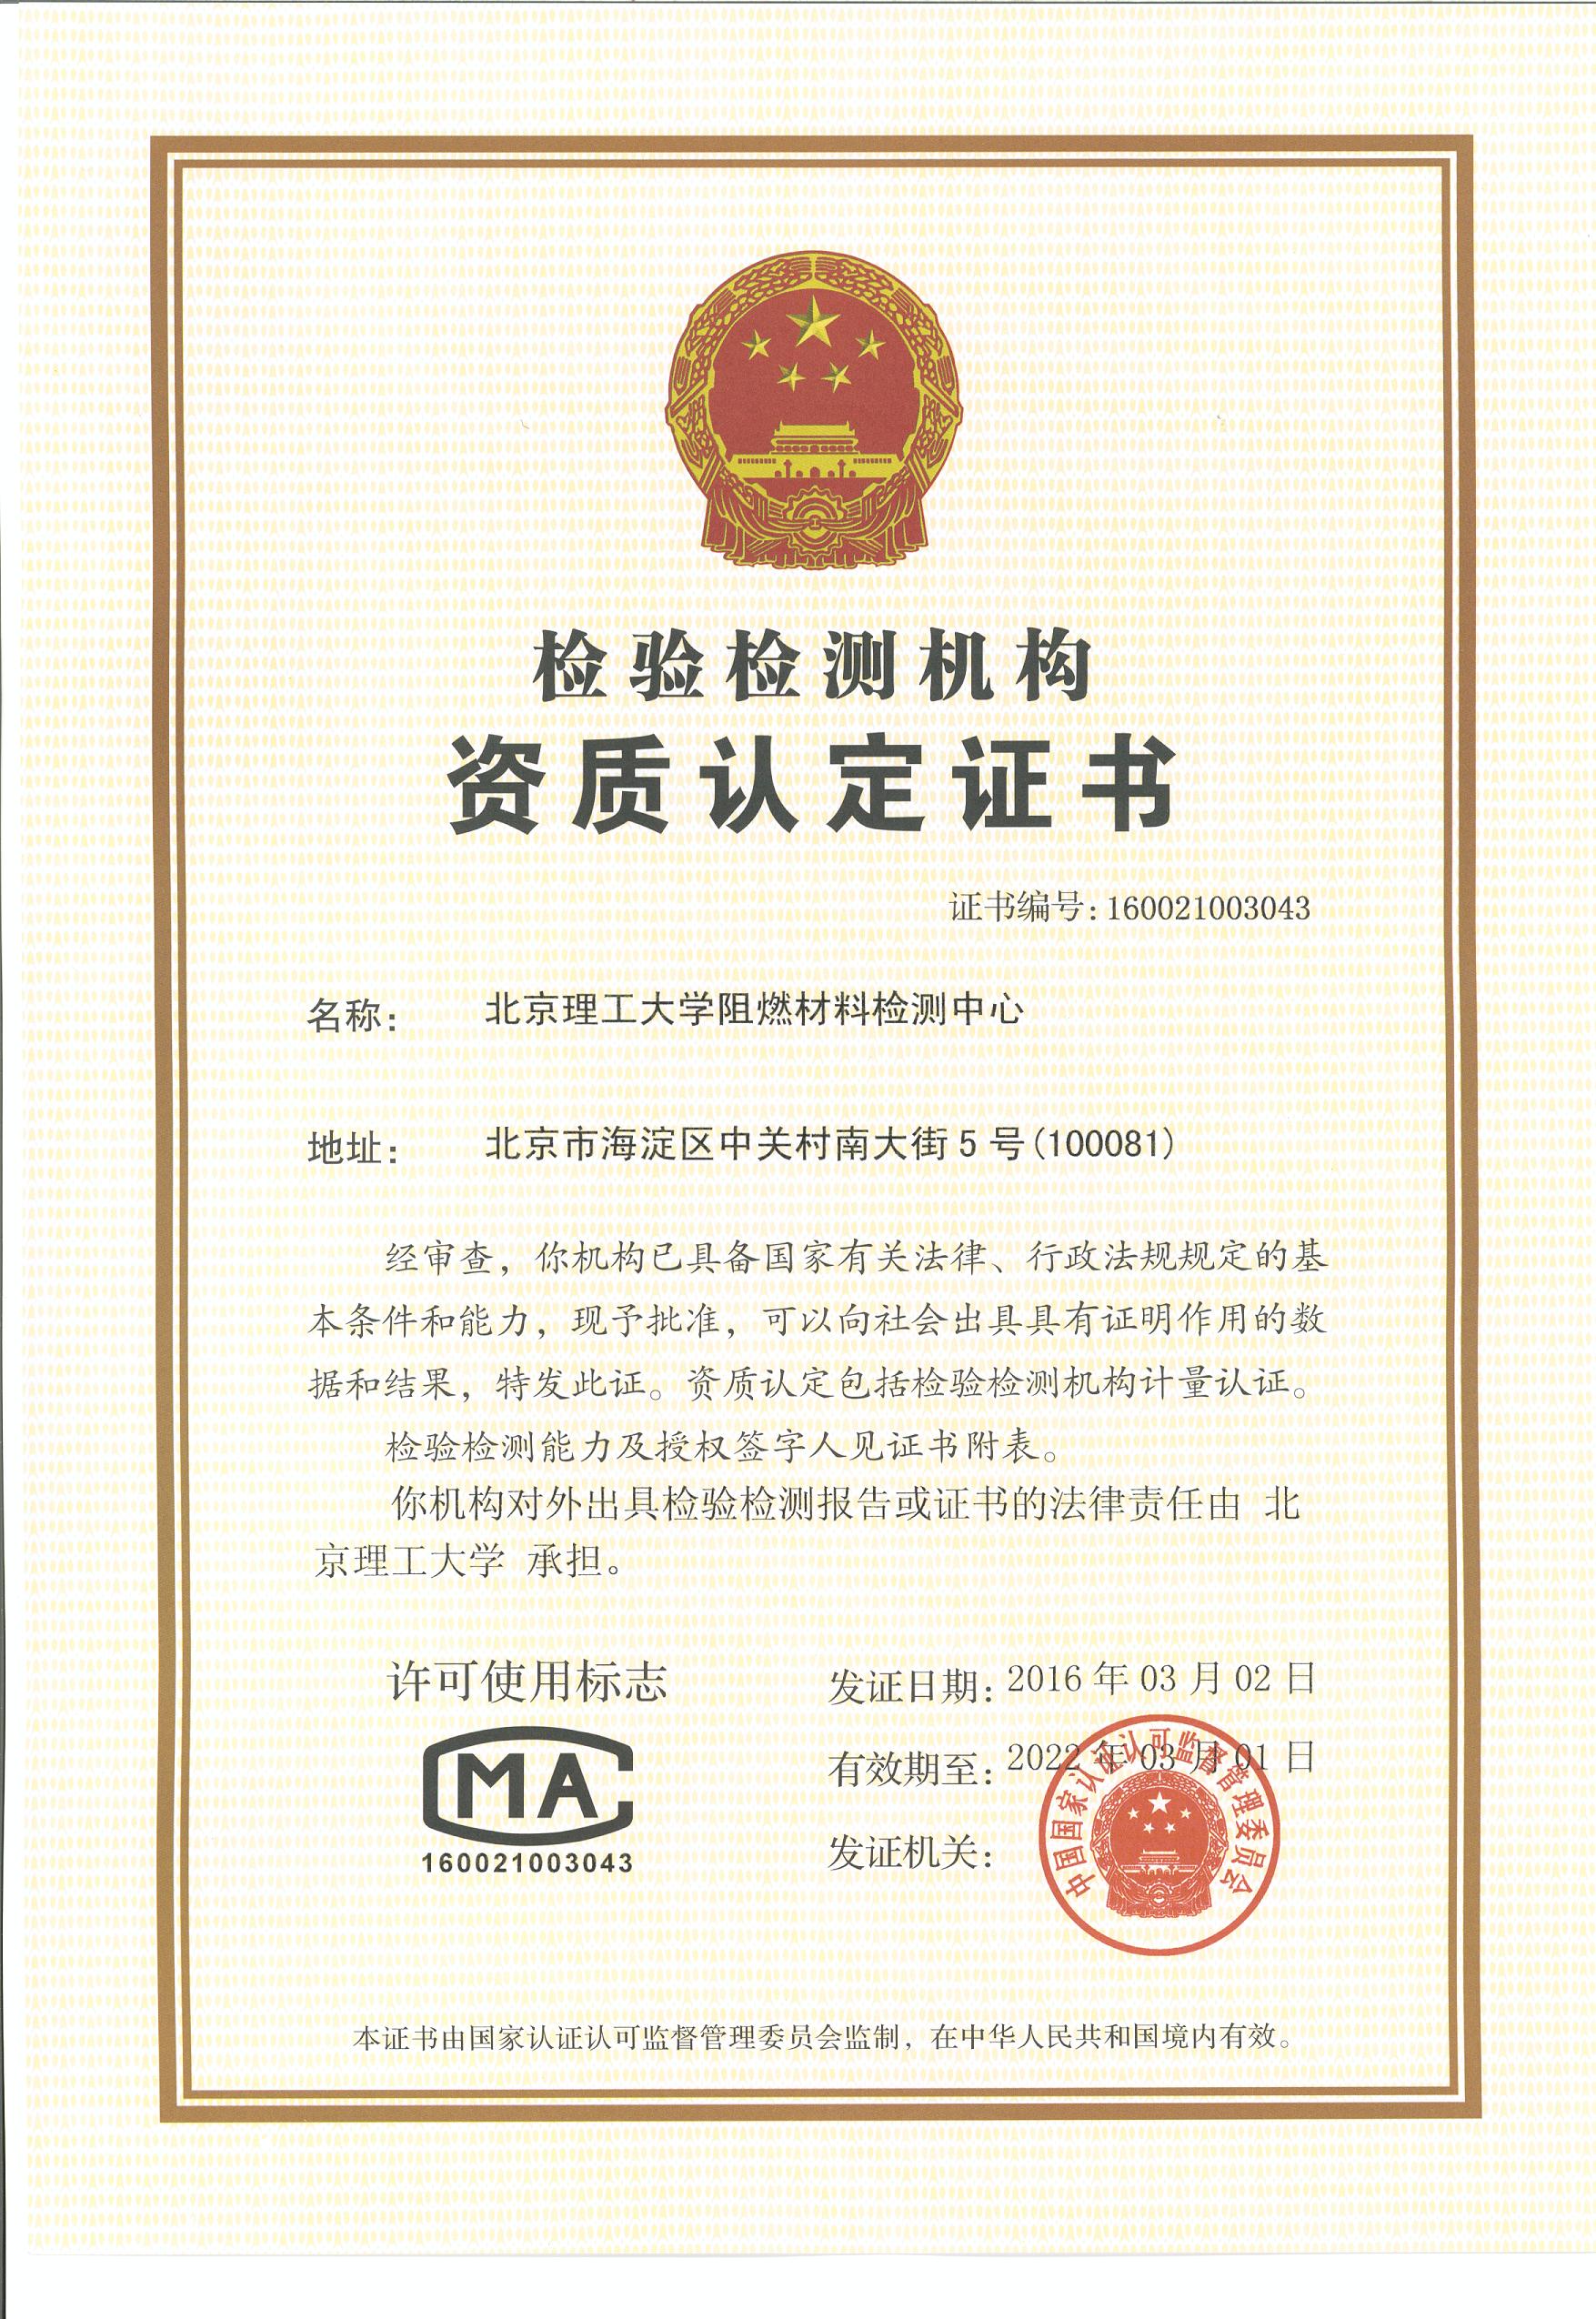 检验检测机构
资质认定证书
证书编号:160021003043
名称: 北京理工大学阻燃材料检测中心
地址: 北京市海淀区中关村南大街5号(100081)
经审查，你机构已具备国家有关法律、行政法规规定的基
本条件和能力，现予批准，可以向社会出具具有证明作用的数
据和结果，特发此证。资质认定包括检验检测机构计量认证。
检验检测能力及授权签字人见证书附表。
你机构对外出具检验检测报告或证书的法律责任由 北
京理工大学 承担。
许可使用标志
MA
160021003043
发证日期: 2016年03月02日
有效期至: 2022年03月01日
发证机关:
中国国家认证认可监督管理委员会
本证书由国家认证认可监督管理委员会监制，在中华人民共和国境内有效。